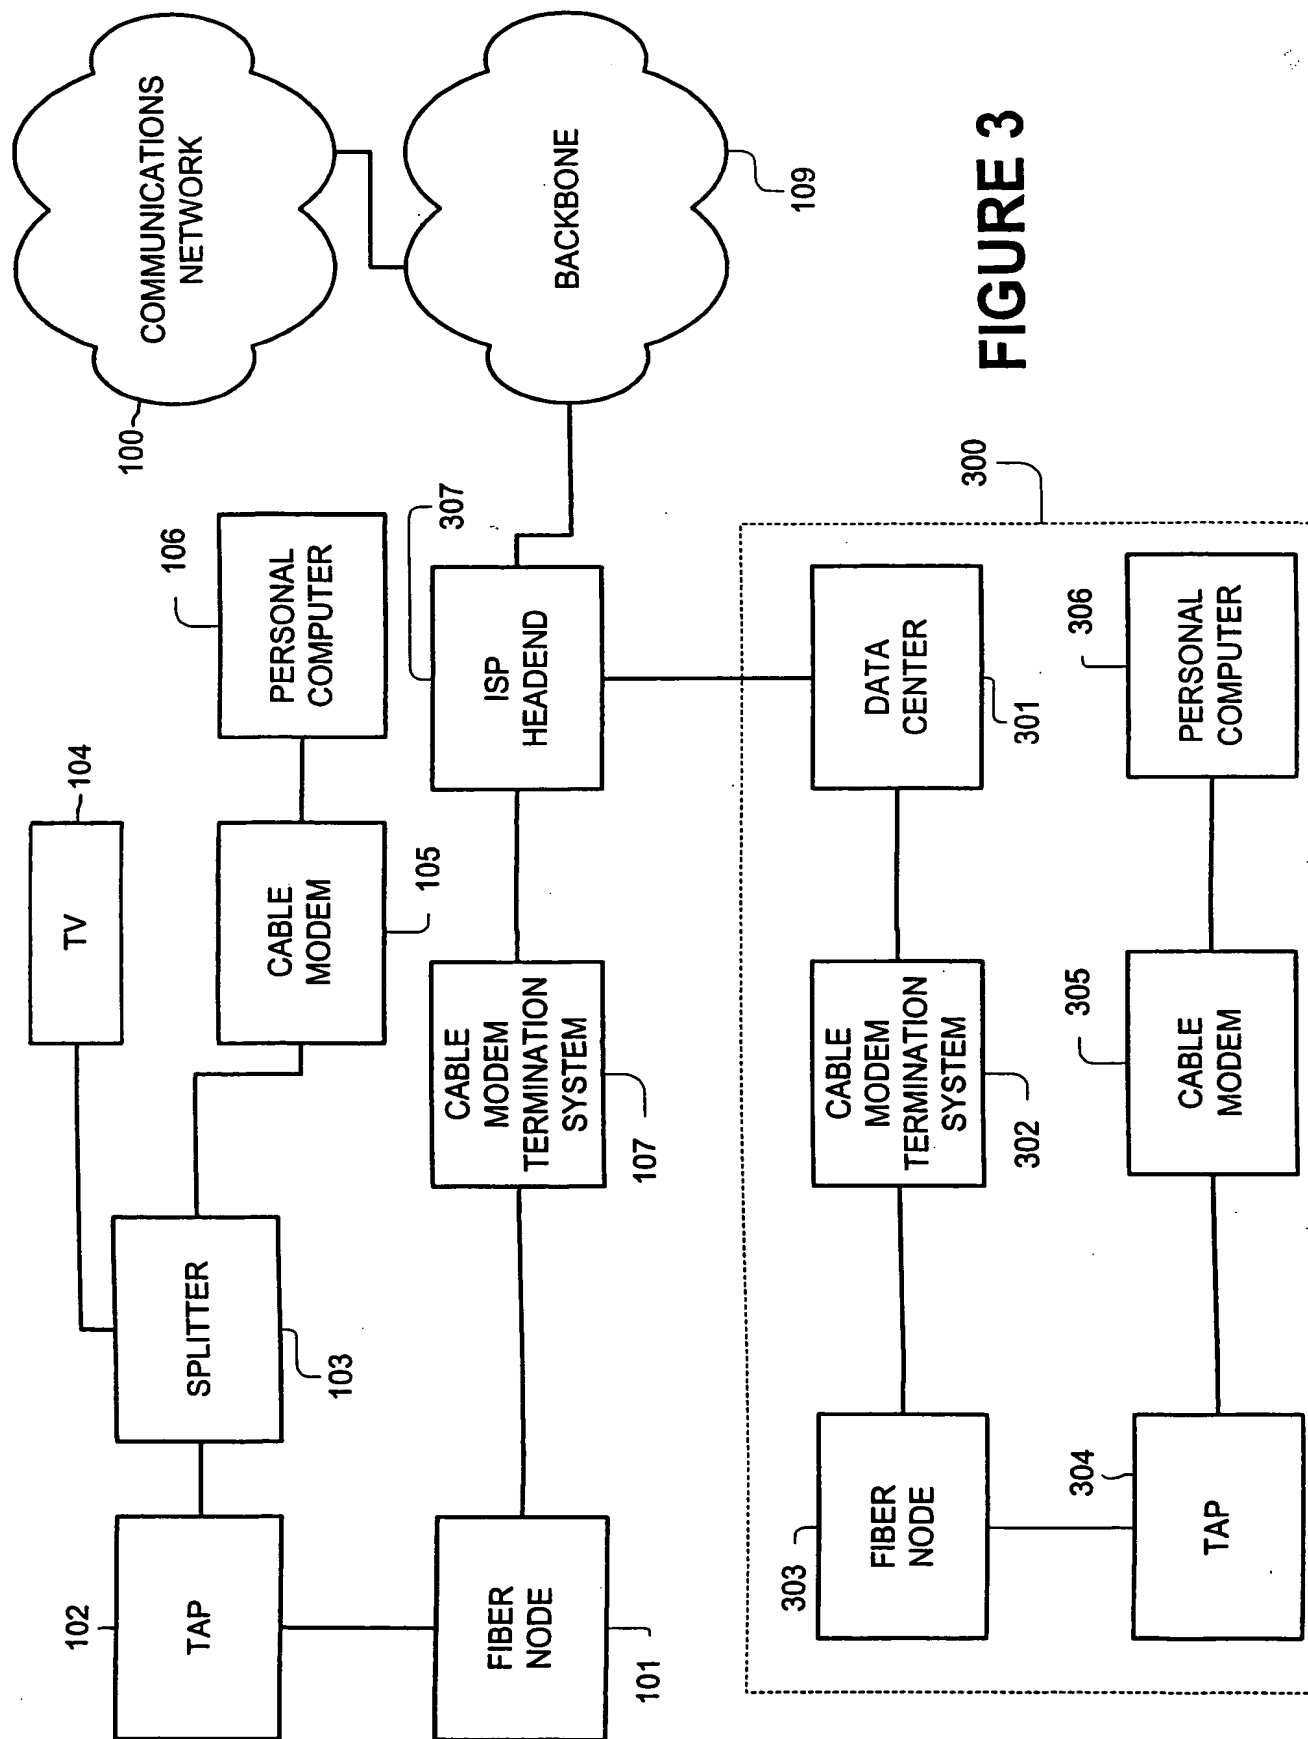 102
TAP
SPLITTER
103
TV
104
CABLE
MODEM
105
106
PERSONAL
COMPUTER
100
COMMUNICATIONS
NETWORK
FIBER
NODE
101
CABLE
MODEM
TERMINATION
SYSTEM
107
307
ISP
HEADEND
BACKBONE
109
303
FIBER
NODE
CABLE
MODEM
TERMINATION
SYSTEM
302
DATA
CENTER
301
300
304
TAP
305
CABLE
MODEM
306
PERSONAL
COMPUTER
FIGURE 3